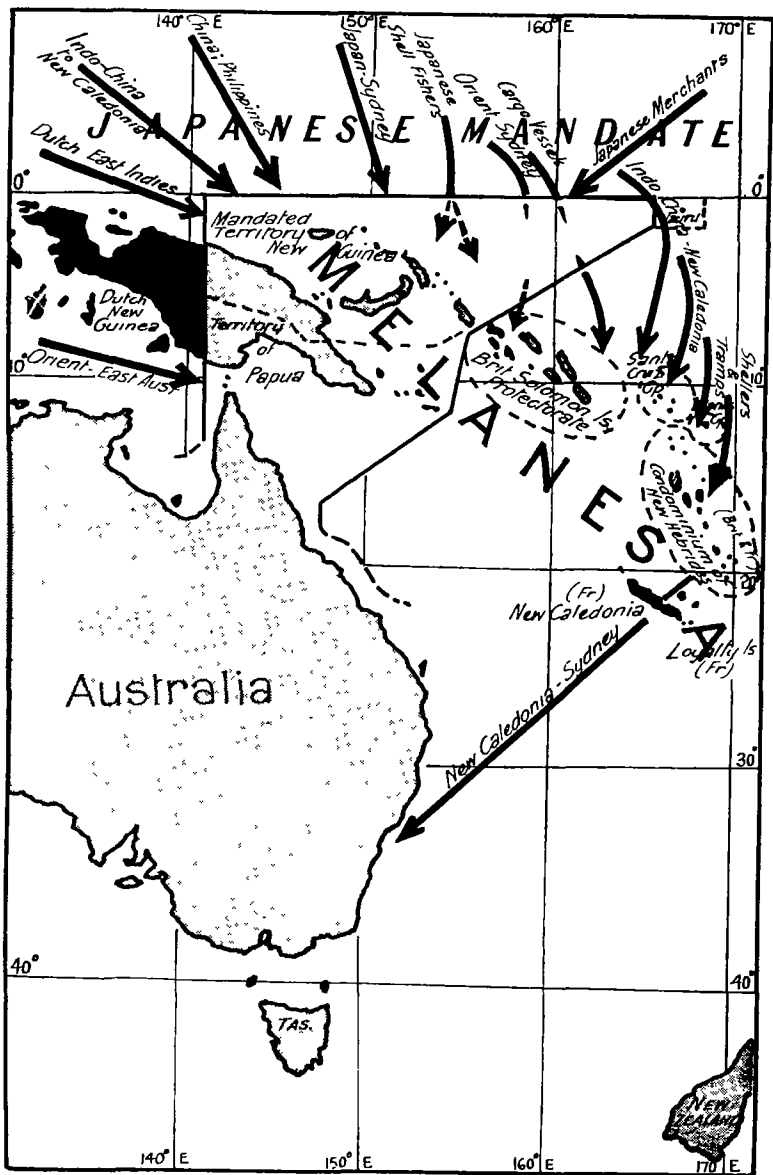 140° E
150° E
160° E
170° E
Indo-China
to
New Caledonia
China: Philippines
Japan-Sydney
Japanese
Shell Fishers
Orient
Sydney
Cargo Vessels
Japanese Merchants
JAPANESE MANDATE
Dutch East Indies
Indo China-New Caledonia
0°
0°
Mandated
Territory of
New Guinea
MELANESIA
Dutch
New
Guinea
Territory
of
Papua
Orient-East Aust
10°
10°
Brit Solomon Is.
Protectorate
Santa
Cruz
GP.
Tramps
&
Shellers
Condominium of
New Hebrides
(Brit & Fr)
20°
(Fr)
New Caledonia
Loyalty Is
(Fr)
Australia
New Caledonia-Sydney
30°
40°
40°
TAS.
NEW
ZEALAND
140° E
150° E
160° E
170° E